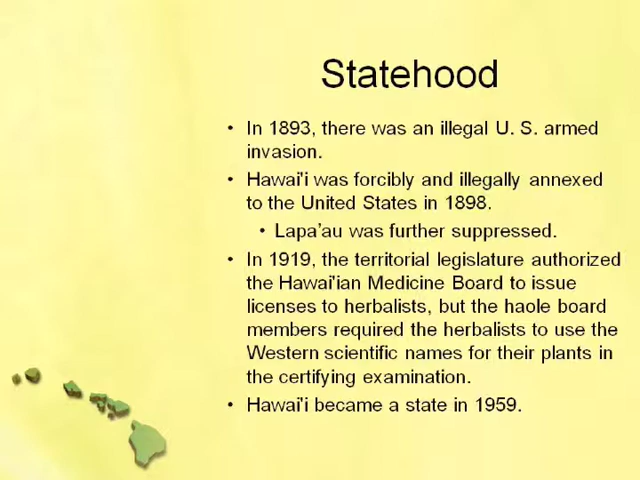 Statehood
• In 1893, there was an illegal U. S. armed
invasion.
• Hawai'i was forcibly and illegally annexed
to the United States in 1898.
• Lapa’au was further suppressed.
• In 1919, the territorial legislature authorized
the Hawai'ian Medicine Board to issue
licenses to herbalists, but the haole board
members required the herbalists to use the
Western scientific names for their plants in
the certifying examination.
• Hawai'i became a state in 1959.